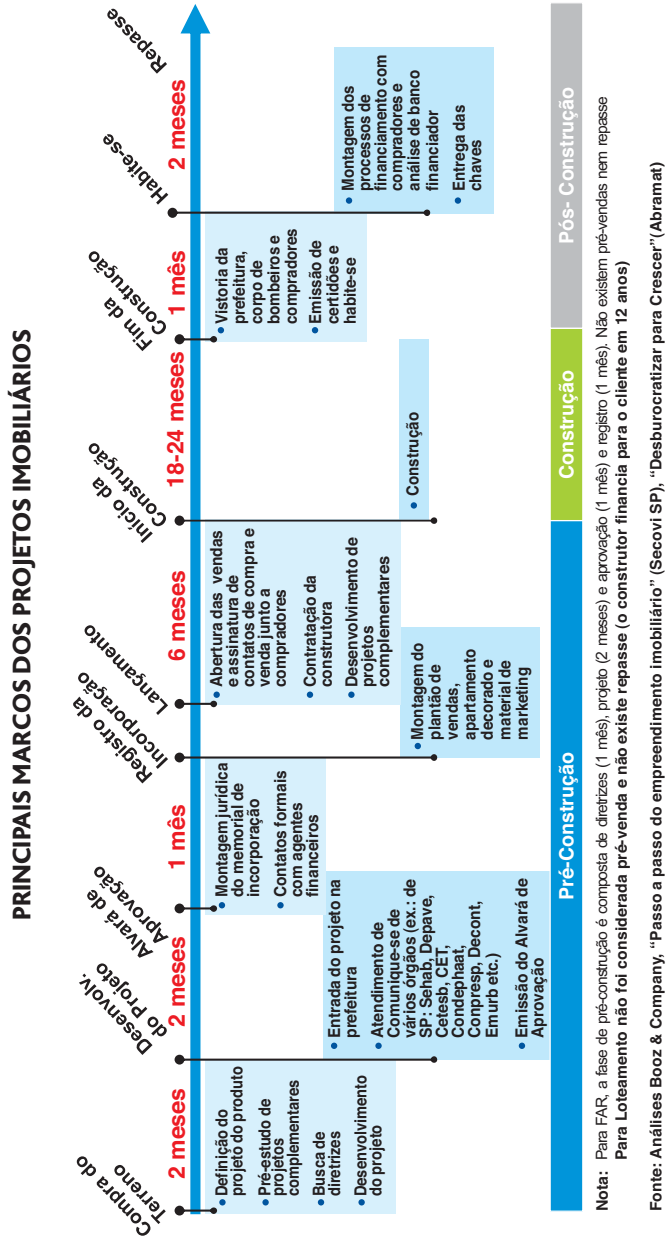 PRINCIPAIS MARCOS DOS PROJETOS IMOBILIÁRIOS
Compra do
Terreno
2 meses
Desenvolv.
do Projeto
2 meses
Alvará de
Aprovação
1 mês
Registro da
Incorporação
Lançamento
6 meses
Início da
Construção
18-24 meses
Fim da
Construção
1 mês
Habite-se
2 meses
Repasse
• Definição do
projeto do produto
• Pré-estudo de
projetos
complementares
• Busca de
diretrizes
• Desenvolvimento
do projeto
• Entrada do projeto na
prefeitura
• Atendimento de
Comunique-se de
vários órgãos (ex.: de
SP: Sehab, Depave,
Cetesb, CET,
Condephaat,
Conpresp, Decont,
Emurb etc.)
• Emissão do Alvará de
Aprovação
• Montagem jurídica
do memorial de
incorporação
• Contatos formais
com agentes
financeiros
• Montagem do
plantão de
vendas,
apartamento
decorado e
material de
marketing
• Abertura das vendas
e assinatura de
contatos de compra e
venda junto a
compradores
• Contratação da
construtora
• Desenvolvimento de
projetos
complementares
• Construção
• Vistoria da
prefeitura,
corpo de
bombeiros e
compradores
• Emissão de
certidões e
habite-se
• Montagem dos
processos de
financiamento com
compradores e
análise de banco
financiador
• Entrega das
chaves
Pré-Construção
Construção
Pós- Construção
Nota: Para FAR, a fase de pré-construção é composta de diretrizes (1 mês), projeto (2 meses) e aprovação (1 mês) e registro (1 mês). Não existem pré-vendas nem repasse
Para Loteamento não foi considerada pré-venda e não existe repasse (o construtor financia para o cliente em 12 anos)
Fonte: Análises Booz & Company, “Passo a passo do empreendimento imobiliário” (Secovi SP), “Desburocratizar para Crescer”(Abramat)